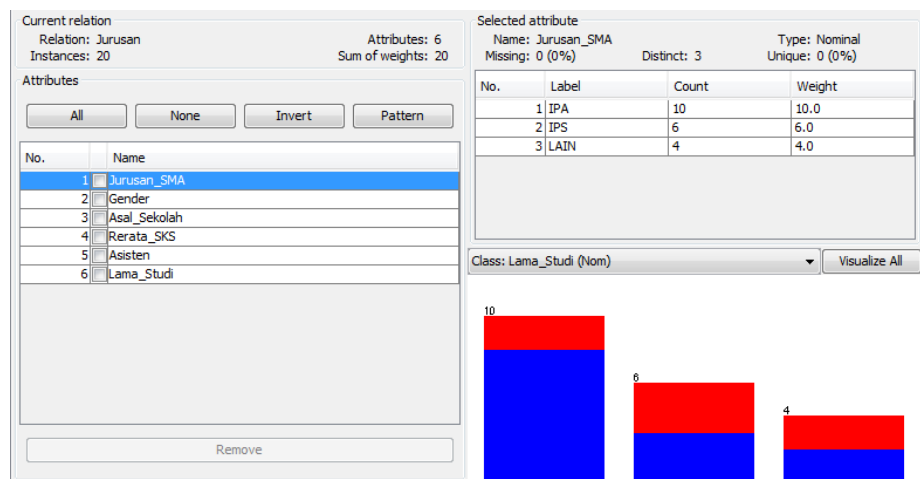 Current relation
Relation: Jurusan Attributes: 6
Instances: 20 Sum of weights: 20
Attributes
All None Invert Pattern
No. Name
1 Jurusan_SMA
2 Gender
3 Asal_Sekolah
4 Rerata_SKS
5 Asisten
6 Lama_Studi
Remove
Selected attribute
Name: Jurusan_SMA Type: Nominal
Missing: 0 (0%) Distinct: 3 Unique: 0 (0%)
No. Label Count Weight
1 IPA 10 10.0
2 IPS 6 6.0
3 LAIN 4 4.0
Class: Lama_Studi (Nom) Visualize All
10
6
4